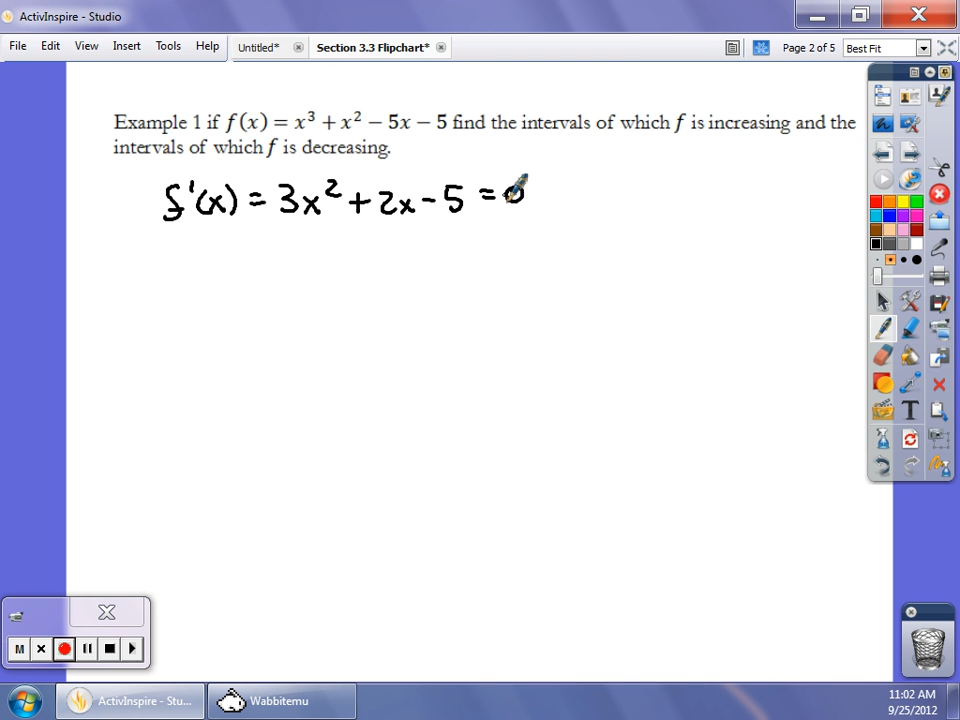 ActivInspire - Studio
File Edit View Insert Tools Help Untitled* Section 3.3 Flipchart* Page 2 of 5 Best Fit
Example 1 if f(x) = x³ + x² − 5x − 5 find the intervals of which f is increasing and the
intervals of which f is decreasing.
f'(x) = 3x² + 2x − 5 = 0
T
M
ActivInspire - Stu... Wabbitemu
11:02 AM
9/25/2012